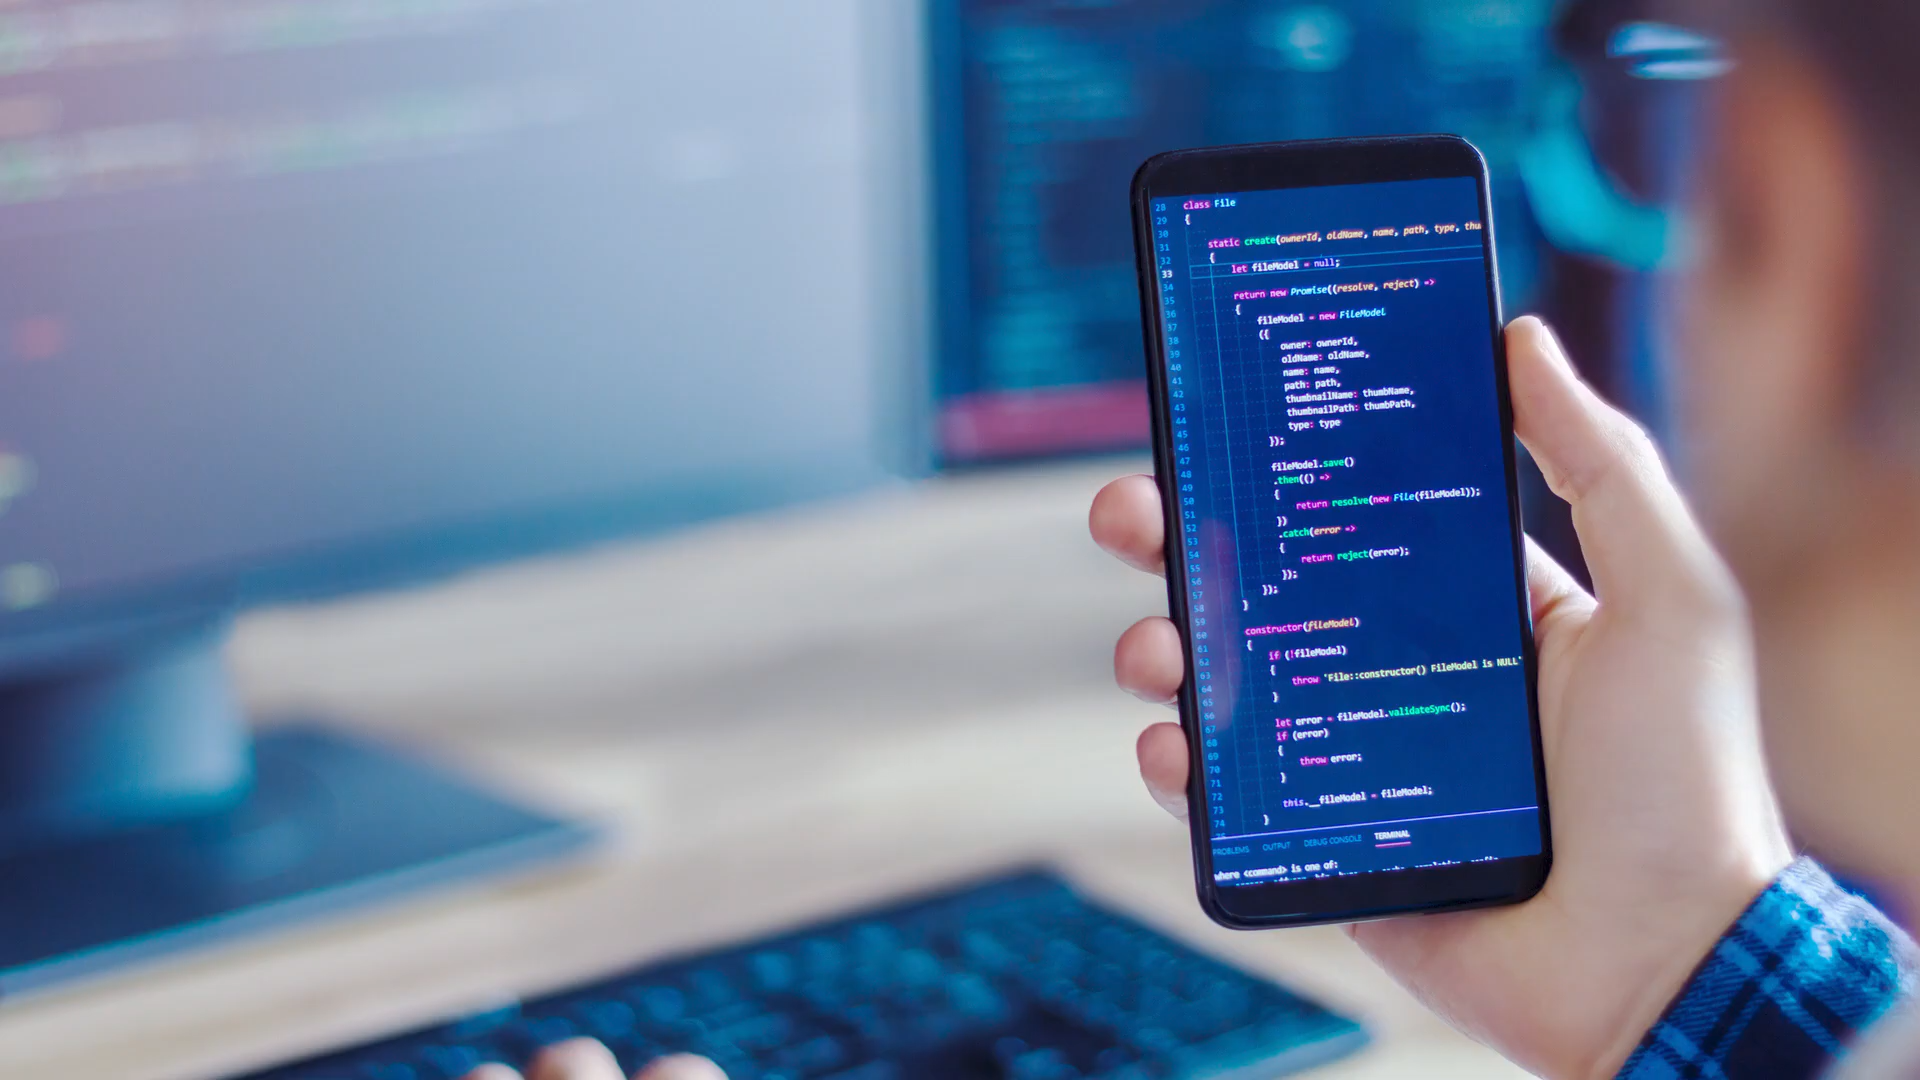 28 class File
29 {
30
31 static create(ownerId, oldName, name, path, type, thu
32 {
33 let fileModel = null;
34
35 return new Promise((resolve, reject) =>
36 {
37 fileModel = new FileModel
38 ({
39 owner: ownerId,
40 oldName: oldName,
41 name: name,
42 path: path,
43 thumbnailName: thumbName,
44 thumbnailPath: thumbPath,
45 type: type
46 });
47
48 fileModel.save()
49 .then(() =>
50 {
51 return resolve(new File(fileModel));
52 })
53 .catch(error =>
54 {
55 return reject(error);
56 });
57 });
58 }
59
60 constructor(fileModel)
61 {
62 if (!fileModel)
63 {
64 throw 'File::constructor() FileModel is NULL'
65 }
66
67 let error = fileModel.validateSync();
68 if (error)
69 {
70 throw error;
71 }
72
73 this.__fileModel = fileModel;
74 }
75
PROBLEMS OUTPUT DEBUG CONSOLE TERMINAL
where <command> is one of: